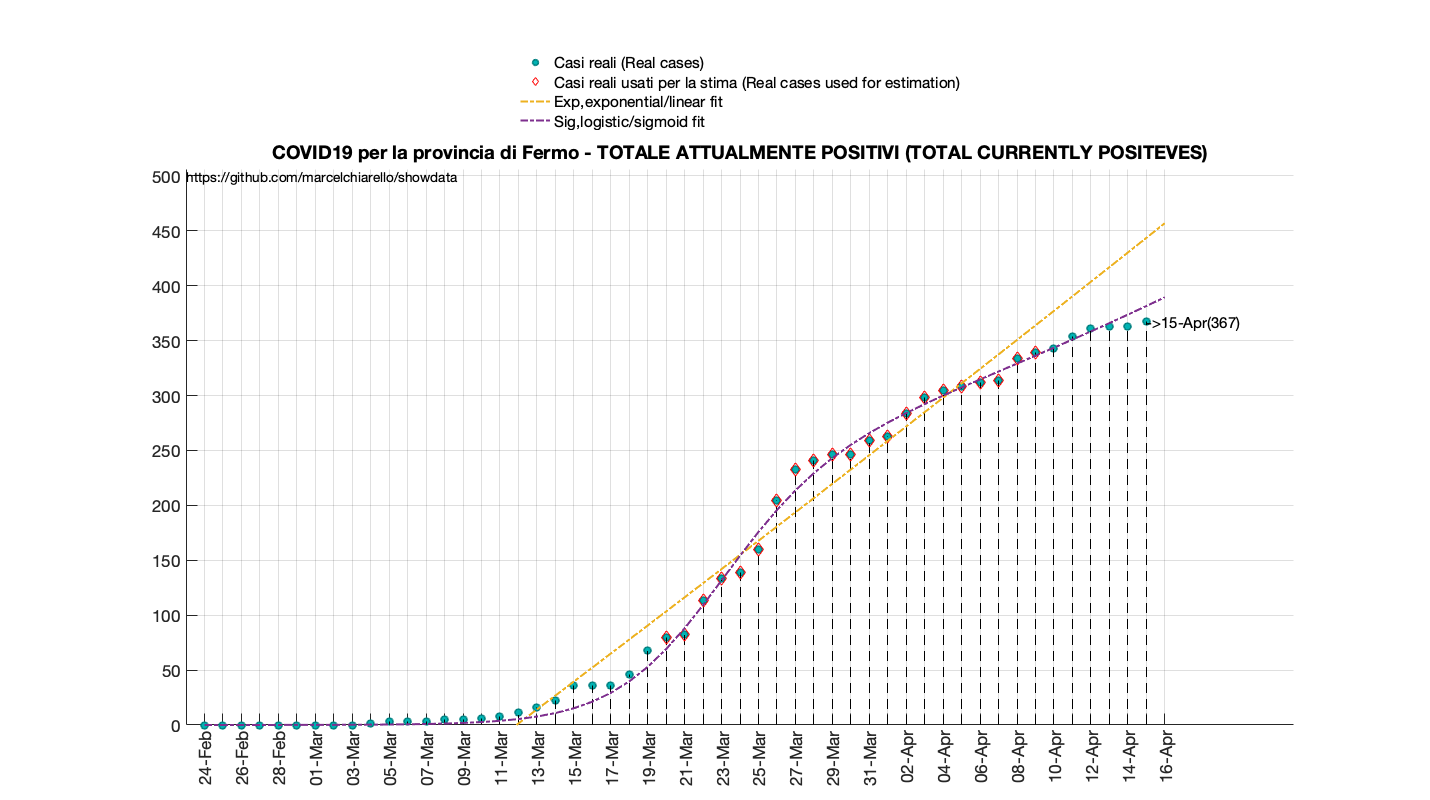 Casi reali (Real cases)
Casi reali usati per la stima (Real cases used for estimation)
Exp,exponential/linear fit
Sig,logistic/sigmoid fit
COVID19 per la provincia di Fermo - TOTALE ATTUALMENTE POSITIVI (TOTAL CURRENTLY POSITEVES)
https://github.com/marcelchiarello/showdata
500
450
400
350
300
250
200
150
100
50
0
->15-Apr(367)
24-Feb
26-Feb
28-Feb
01-Mar
03-Mar
05-Mar
07-Mar
09-Mar
11-Mar
13-Mar
15-Mar
17-Mar
19-Mar
21-Mar
23-Mar
25-Mar
27-Mar
29-Mar
31-Mar
02-Apr
04-Apr
06-Apr
08-Apr
10-Apr
12-Apr
14-Apr
16-Apr